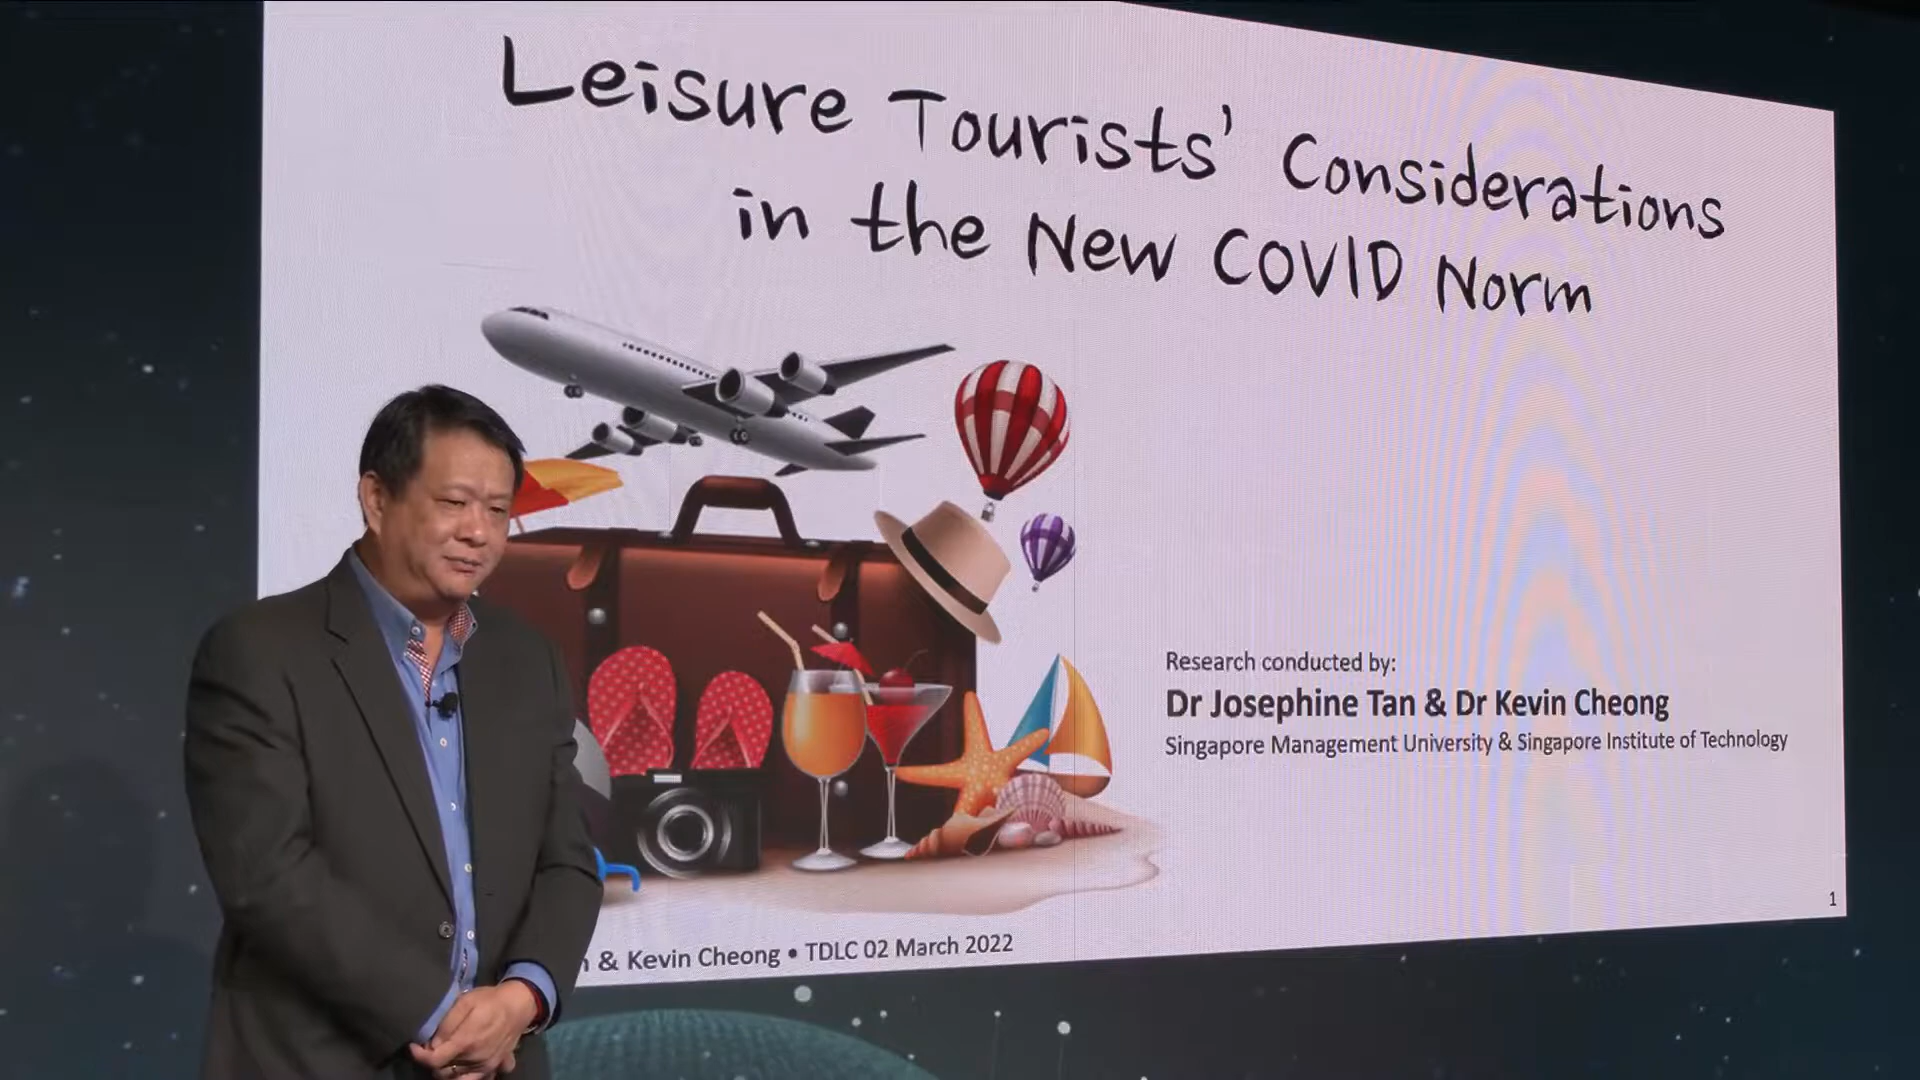 Leisure Tourists' Considerations
in the New COVID Norm
Research conducted by:
Dr Josephine Tan & Dr Kevin Cheong
Singapore Management University & Singapore Institute of Technology
1
& Kevin Cheong • TDLC 02 March 2022